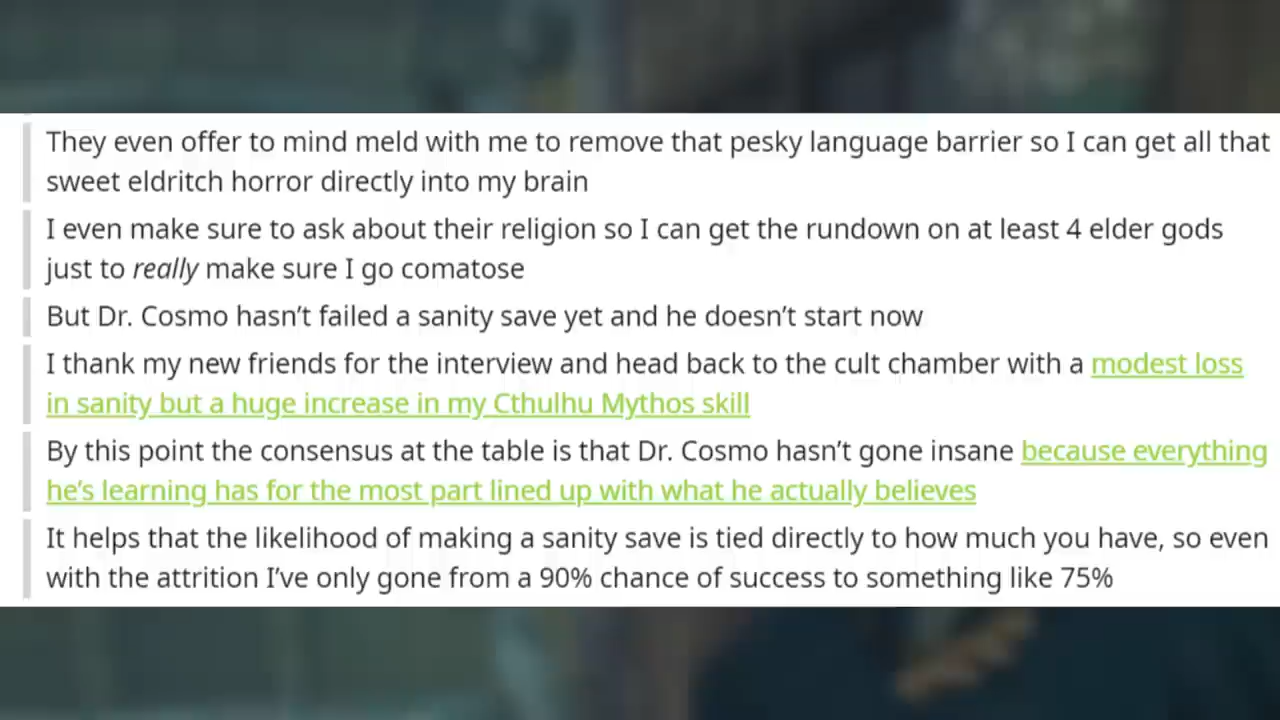 They even offer to mind meld with me to remove that pesky language barrier so I can get all that
sweet eldritch horror directly into my brain
I even make sure to ask about their religion so I can get the rundown on at least 4 elder gods
just to really make sure I go comatose
But Dr. Cosmo hasn’t failed a sanity save yet and he doesn’t start now
I thank my new friends for the interview and head back to the cult chamber with a modest loss
in sanity but a huge increase in my Cthulhu Mythos skill
By this point the consensus at the table is that Dr. Cosmo hasn’t gone insane because everything
he’s learning has for the most part lined up with what he actually believes
It helps that the likelihood of making a sanity save is tied directly to how much you have, so even
with the attrition I’ve only gone from a 90% chance of success to something like 75%